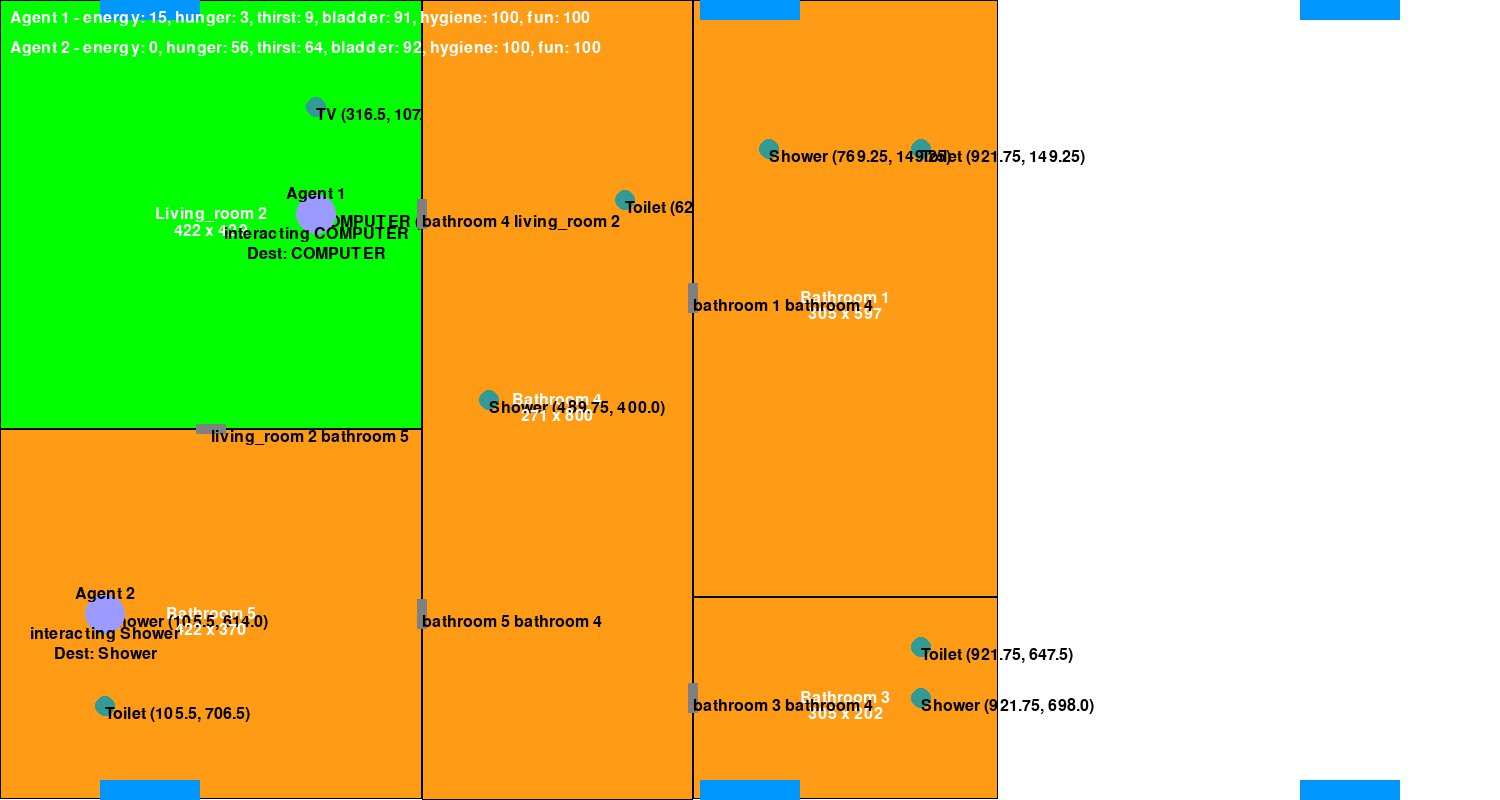 Agent 1 - energy: 15, hunger: 3, thirst: 9, bladder: 91, hygiene: 100, fun: 100
Agent 2 - energy: 0, hunger: 56, thirst: 64, bladder: 92, hygiene: 100, fun: 100
TV (316.5, 107.
Shower (769.25, 149.25)
Toilet (921.75, 149.25)
Agent 1
Toilet (62
Living_room 2
OMPUTER (
bathroom 4 living_room 2
422 x
interacting COMPUTER
Dest: COMPUTER
Bathroom 1
bathroom 1 bathroom 4
305 x 597
Bathroom 4
Shower (489.75, 400.0)
271 x 800
living_room 2 bathroom 5
Agent 2
Bathroom 5
hower (105.5, 614.0)
bathroom 5 bathroom 4
422 x 370
interacting Shower
Dest: Shower
Toilet (921.75, 647.5)
Bathroom 3
bathroom 3 bathroom 4
Shower (921.75, 698.0)
305 x 202
Toilet (105.5, 706.5)